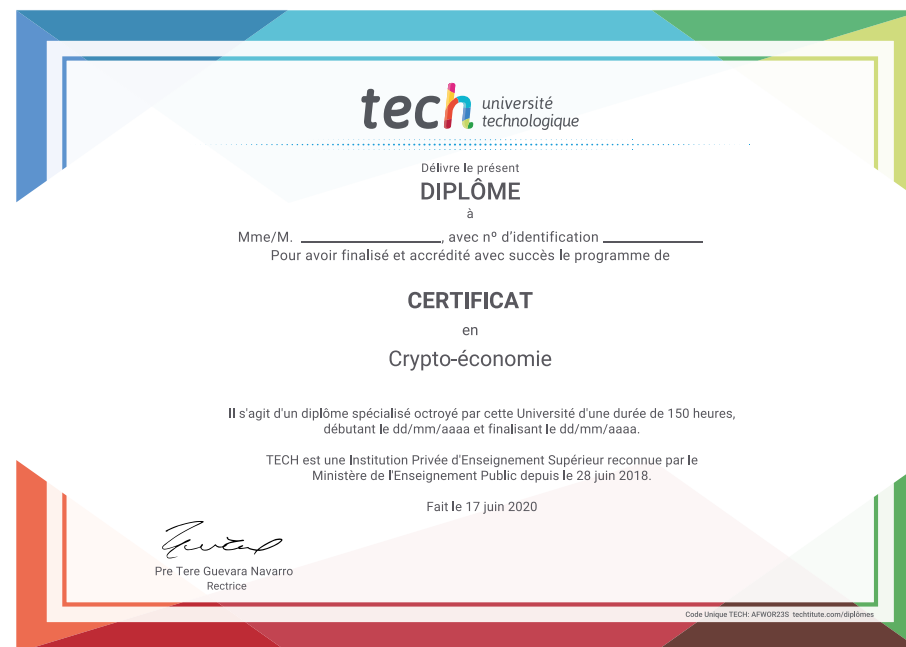 tech université
technologique
Délivre le présent
DIPLÔME
à
Mme/M. ____________________, avec nº d'identification ______________
Pour avoir finalisé et accrédité avec succès le programme de
CERTIFICAT
en
Crypto-économie
Il s'agit d'un diplôme spécialisé octroyé par cette Université d'une durée de 150 heures,
débutant le dd/mm/aaaa et finalisant le dd/mm/aaaa.
TECH est une Institution Privée d'Enseignement Supérieur reconnue par le
Ministère de l'Enseignement Public depuis le 28 juin 2018.
Fait le 17 juin 2020
Pre Tere Guevara Navarro
Rectrice
Code Unique TECH: AFWOR23S techtitute.com/diplômes